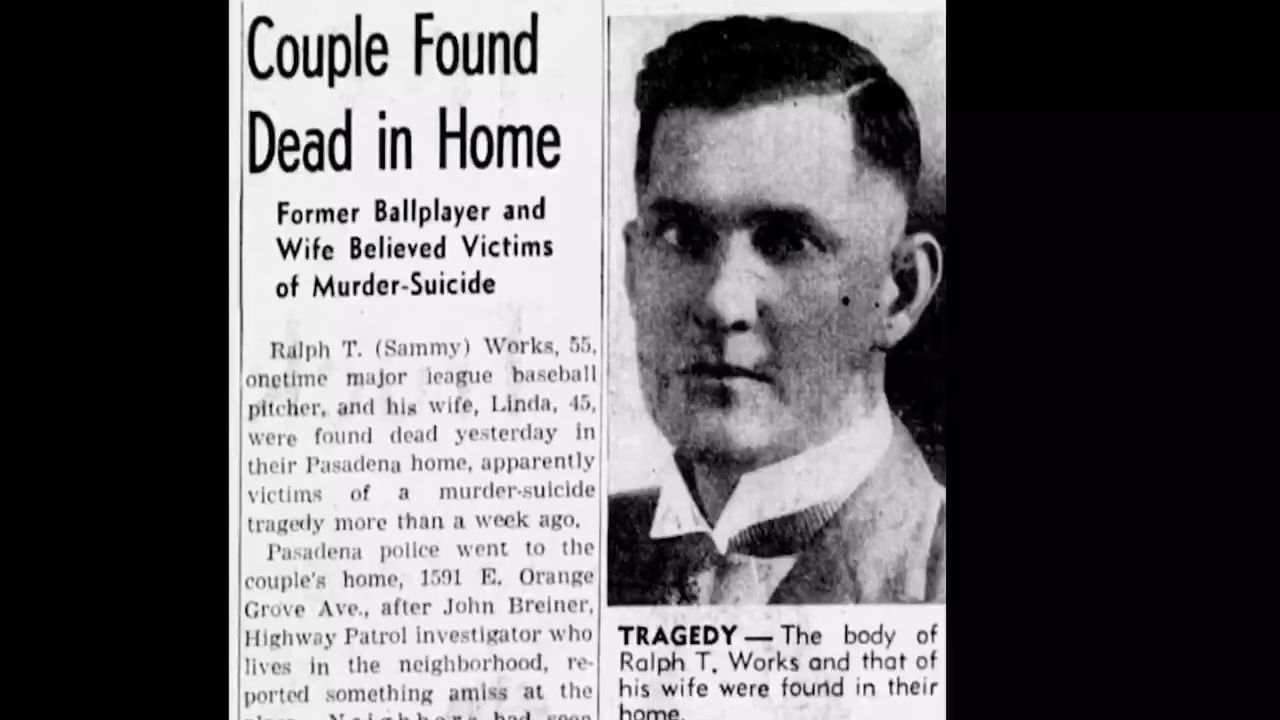 Couple Found
Dead in Home
Former Ballplayer and
Wife Believed Victims
of Murder-Suicide
Ralph T. (Sammy) Works, 55,
onetime major league baseball
pitcher, and his wife, Linda, 45,
were found dead yesterday in
their Pasadena home, apparently
victims of a murder-suicide
tragedy more than a week ago.
Pasadena police went to the
couple's home, 1591 E. Orange
Grove Ave., after John Breiner,
Highway Patrol investigator who
lives in the neighborhood, re-
ported something amiss at the
TRAGEDY — The body of
Ralph T. Works and that of
his wife were found in their
home.